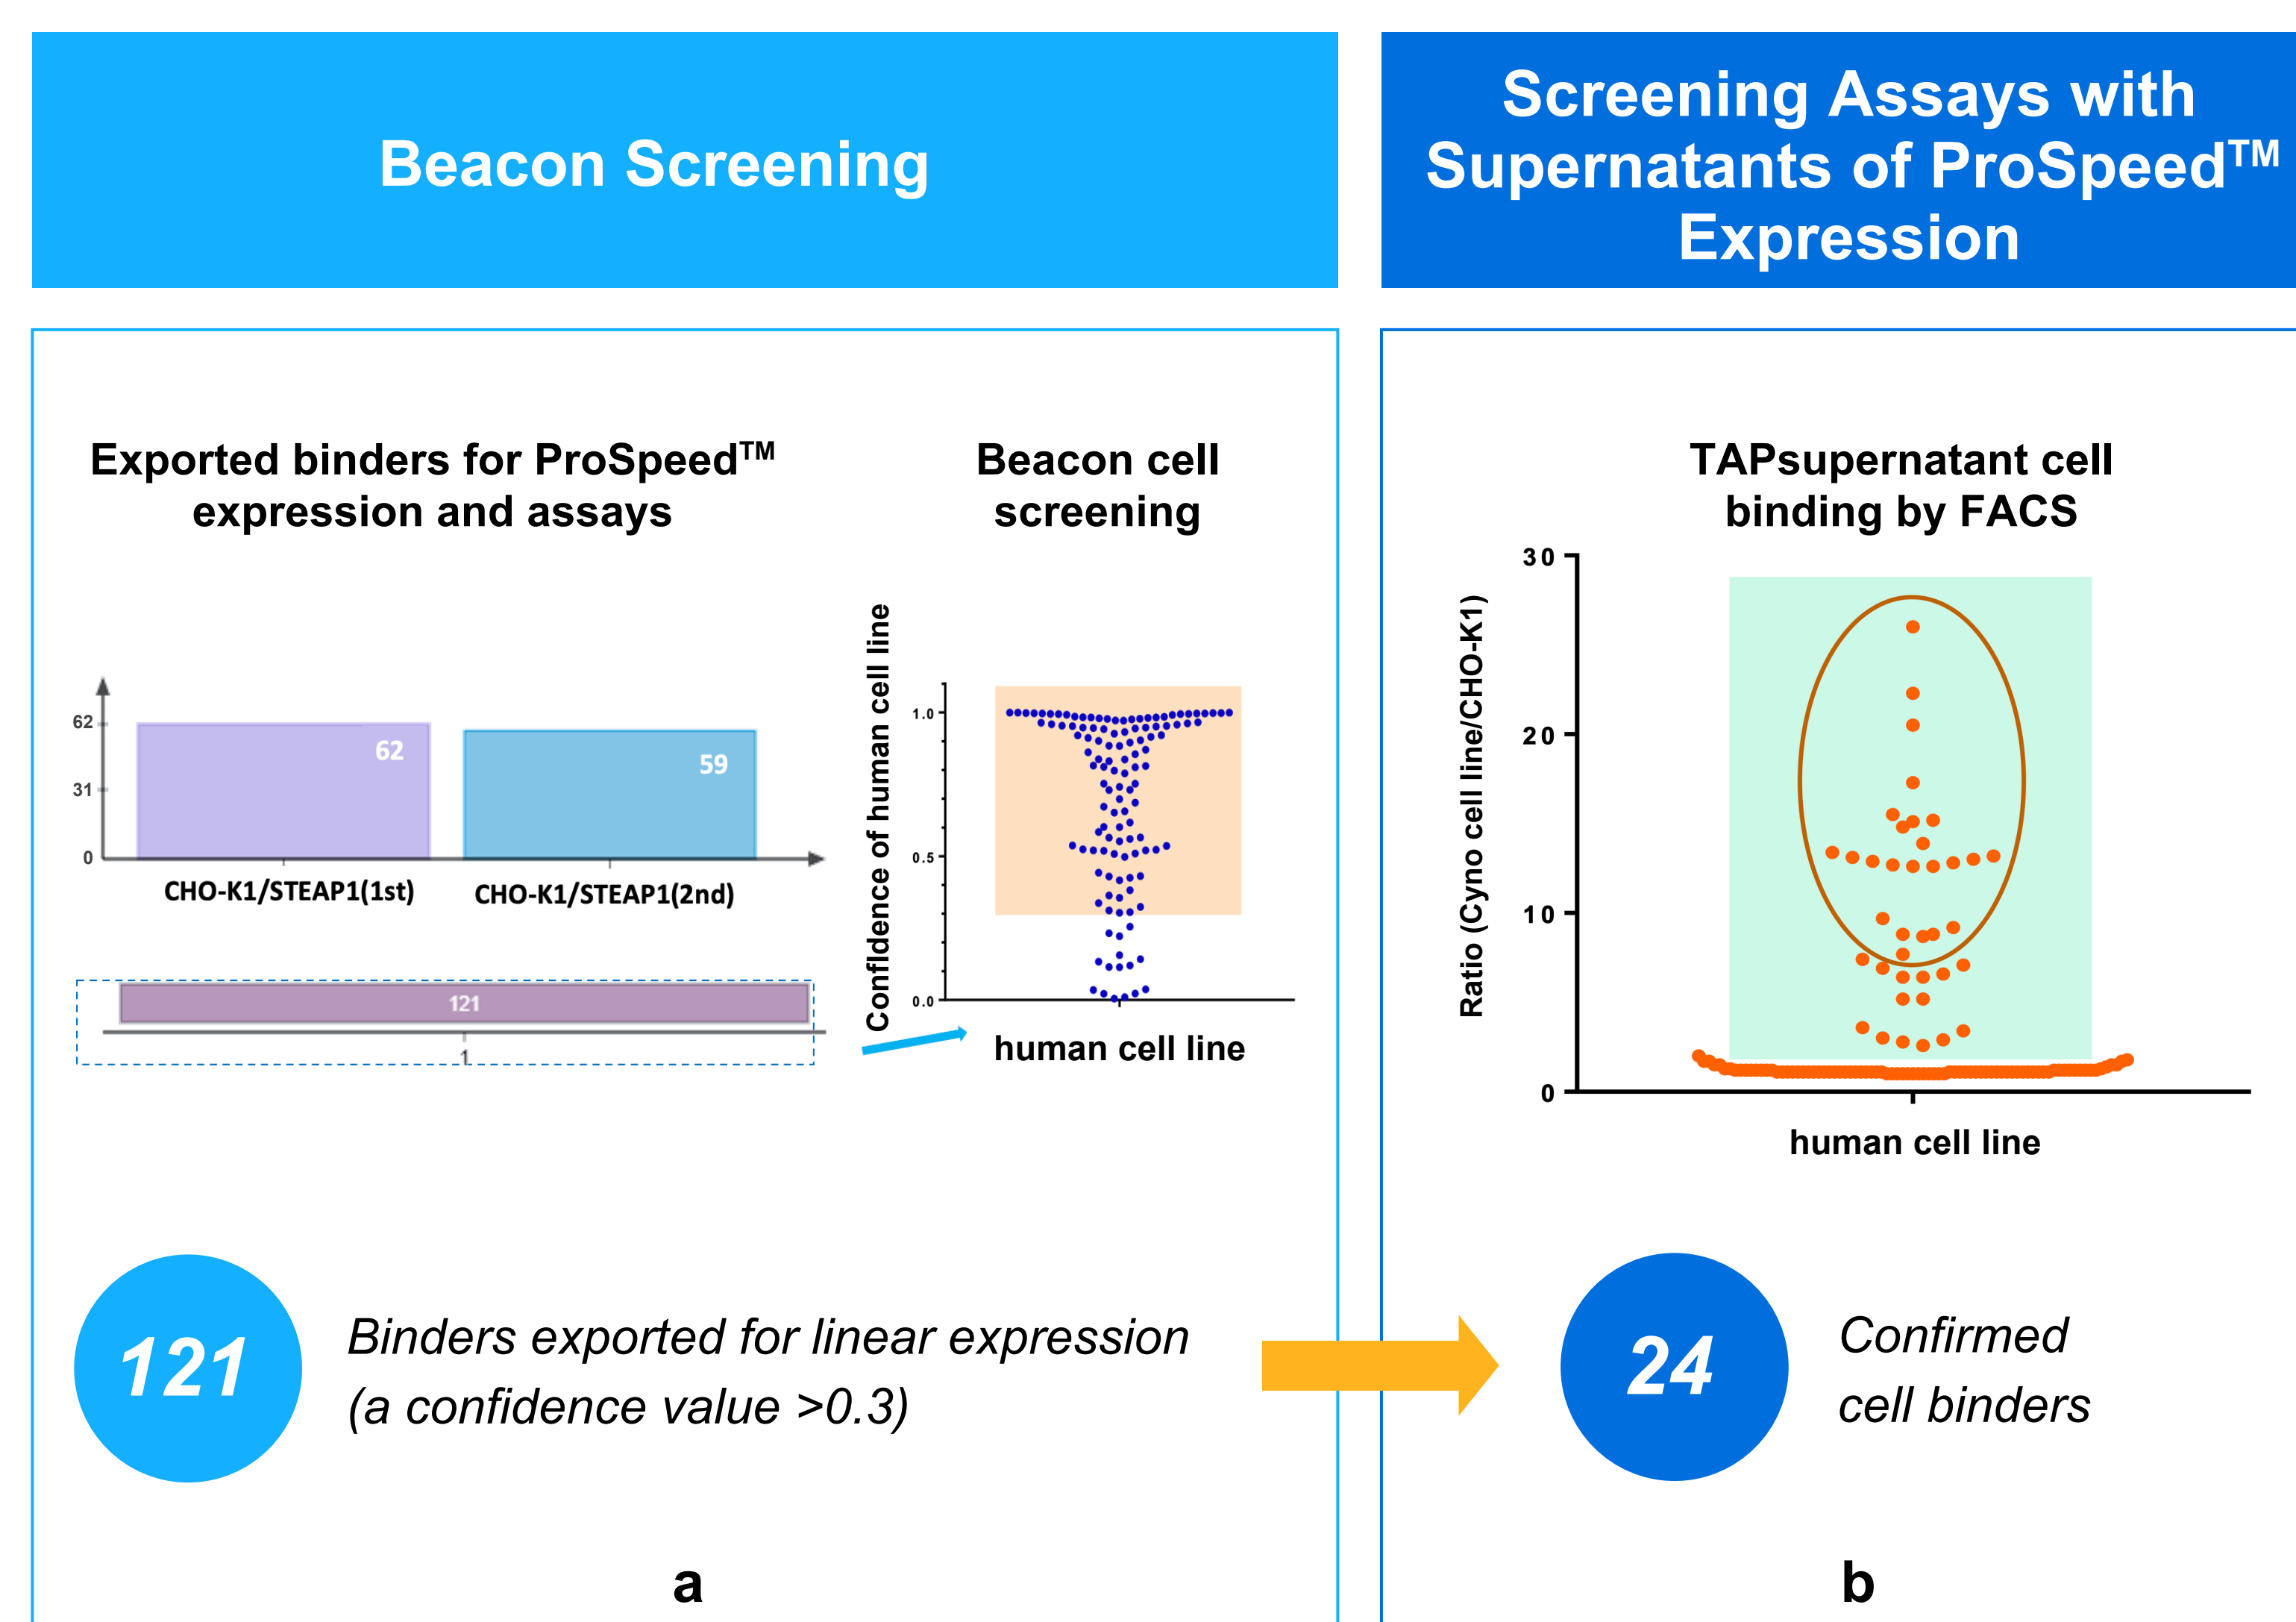 Beacon Screening
Screening Assays with
Supernatants of ProSpeed™
Expression
Exported binders for ProSpeed™
expression and assays
62
31
0
62
59
CHO-K1/STEAP1(1st)
CHO-K1/STEAP1(2nd)
121
1
Beacon cell
screening
Confidence of human cell line
1.0
0.5
0.0
human cell line
121
Binders exported for linear expression
(a confidence value >0.3)
a
TAPsupernatant cell
binding by FACS
Ratio (Cyno cell line/CHO-K1)
30
20
10
0
human cell line
24
Confirmed
cell binders
b